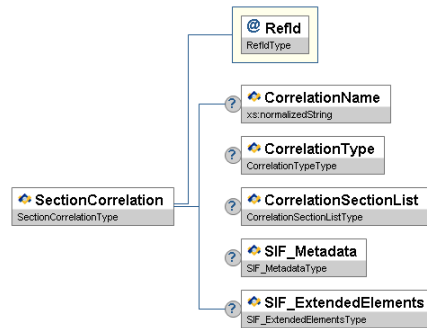 @ RefId
RefIdType
? CorrelationName
xs:normalizedString
? CorrelationType
CorrelationTypeType
SectionCorrelation
SectionCorrelationType
? CorrelationSectionList
CorrelationSectionListType
? SIF_Metadata
SIF_MetadataType
? SIF_ExtendedElements
SIF_ExtendedElementsType